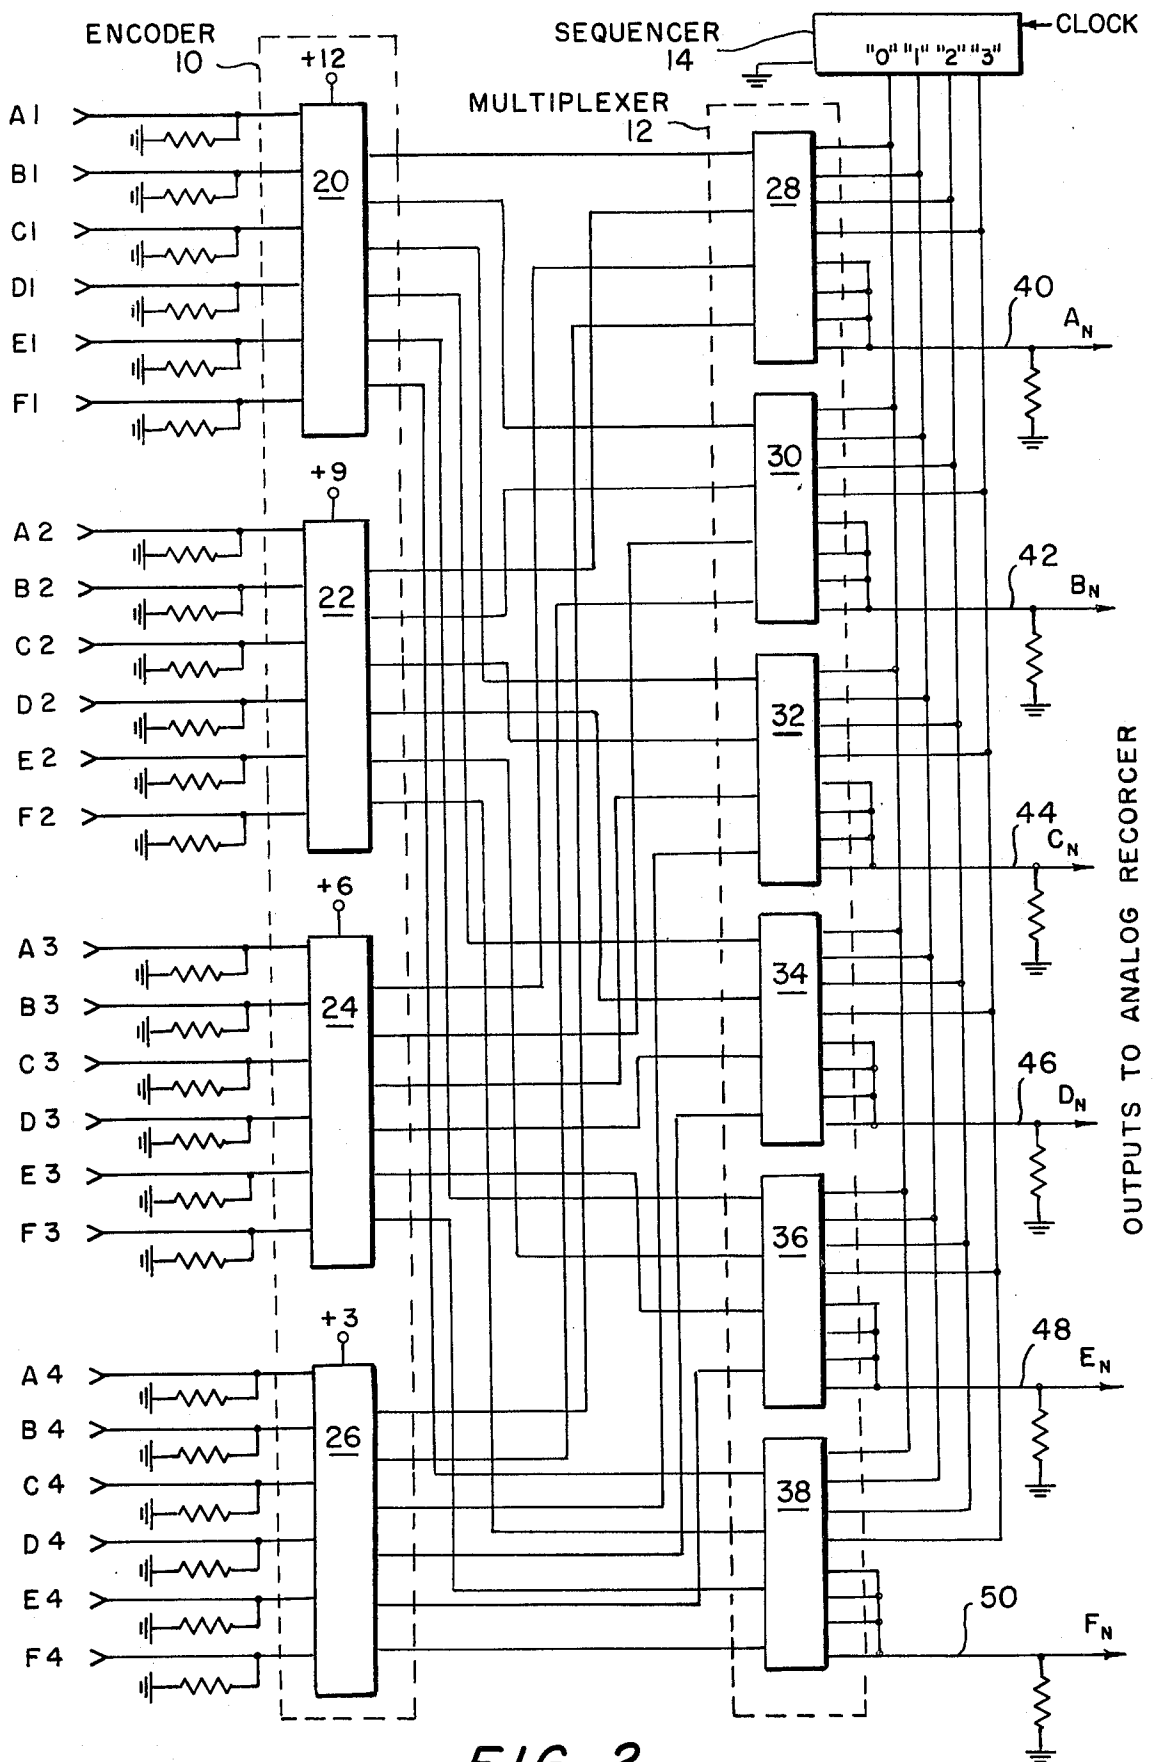 ENCODER
10
SEQUENCER
14
CLOCK
"0" "1" "2" "3"
MULTIPLEXER
12
+12
A1
B1
C1
D1
E1
F1
20
28
40
A_N
+9
A2
B2
C2
D2
E2
F2
22
30
42
B_N
32
44
C_N
+6
A3
B3
C3
D3
E3
F3
24
34
46
D_N
36
48
E_N
+3
A4
B4
C4
D4
E4
F4
26
38
50
F_N
OUTPUTS TO ANALOG RECORCER